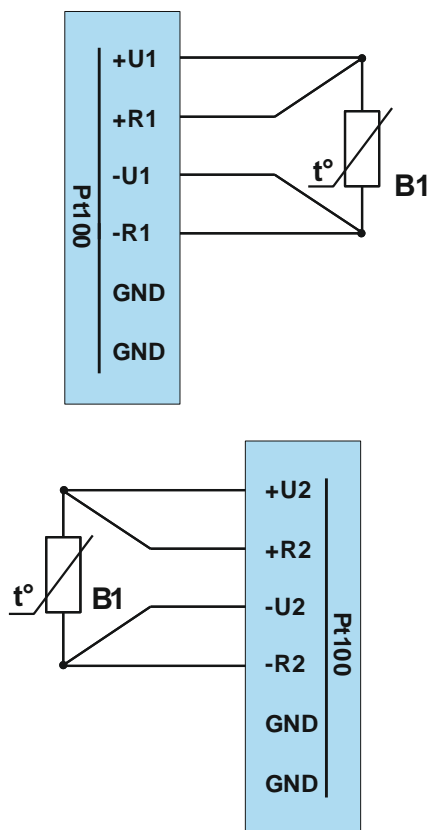 +U1
+R1
-U1
-R1
GND
GND
Pt100
t°
B1
+U2
+R2
-U2
-R2
GND
GND
Pt100
t°
B1